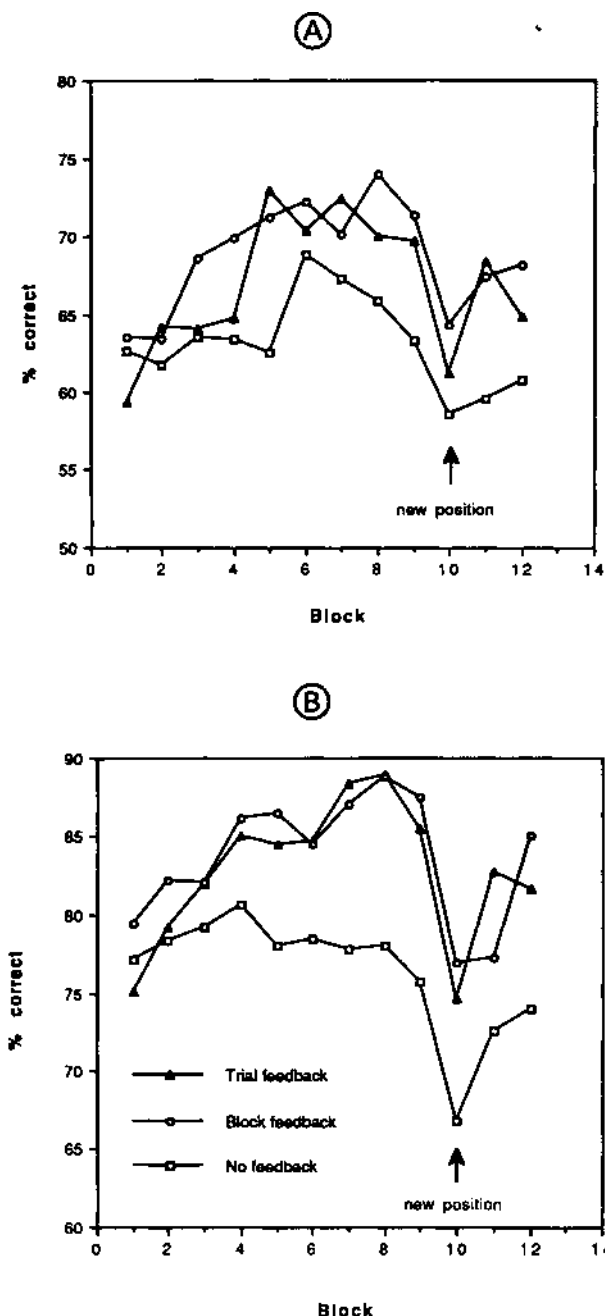 A
80
75
70
65
60
55
50
% correct
new position
0 2 4 6 8 10 12 14
Block
B
90
85
80
75
70
65
60
% correct
Trial feedback
Block feedback
No feedback
new position
0 2 4 6 8 10 12 14
Block